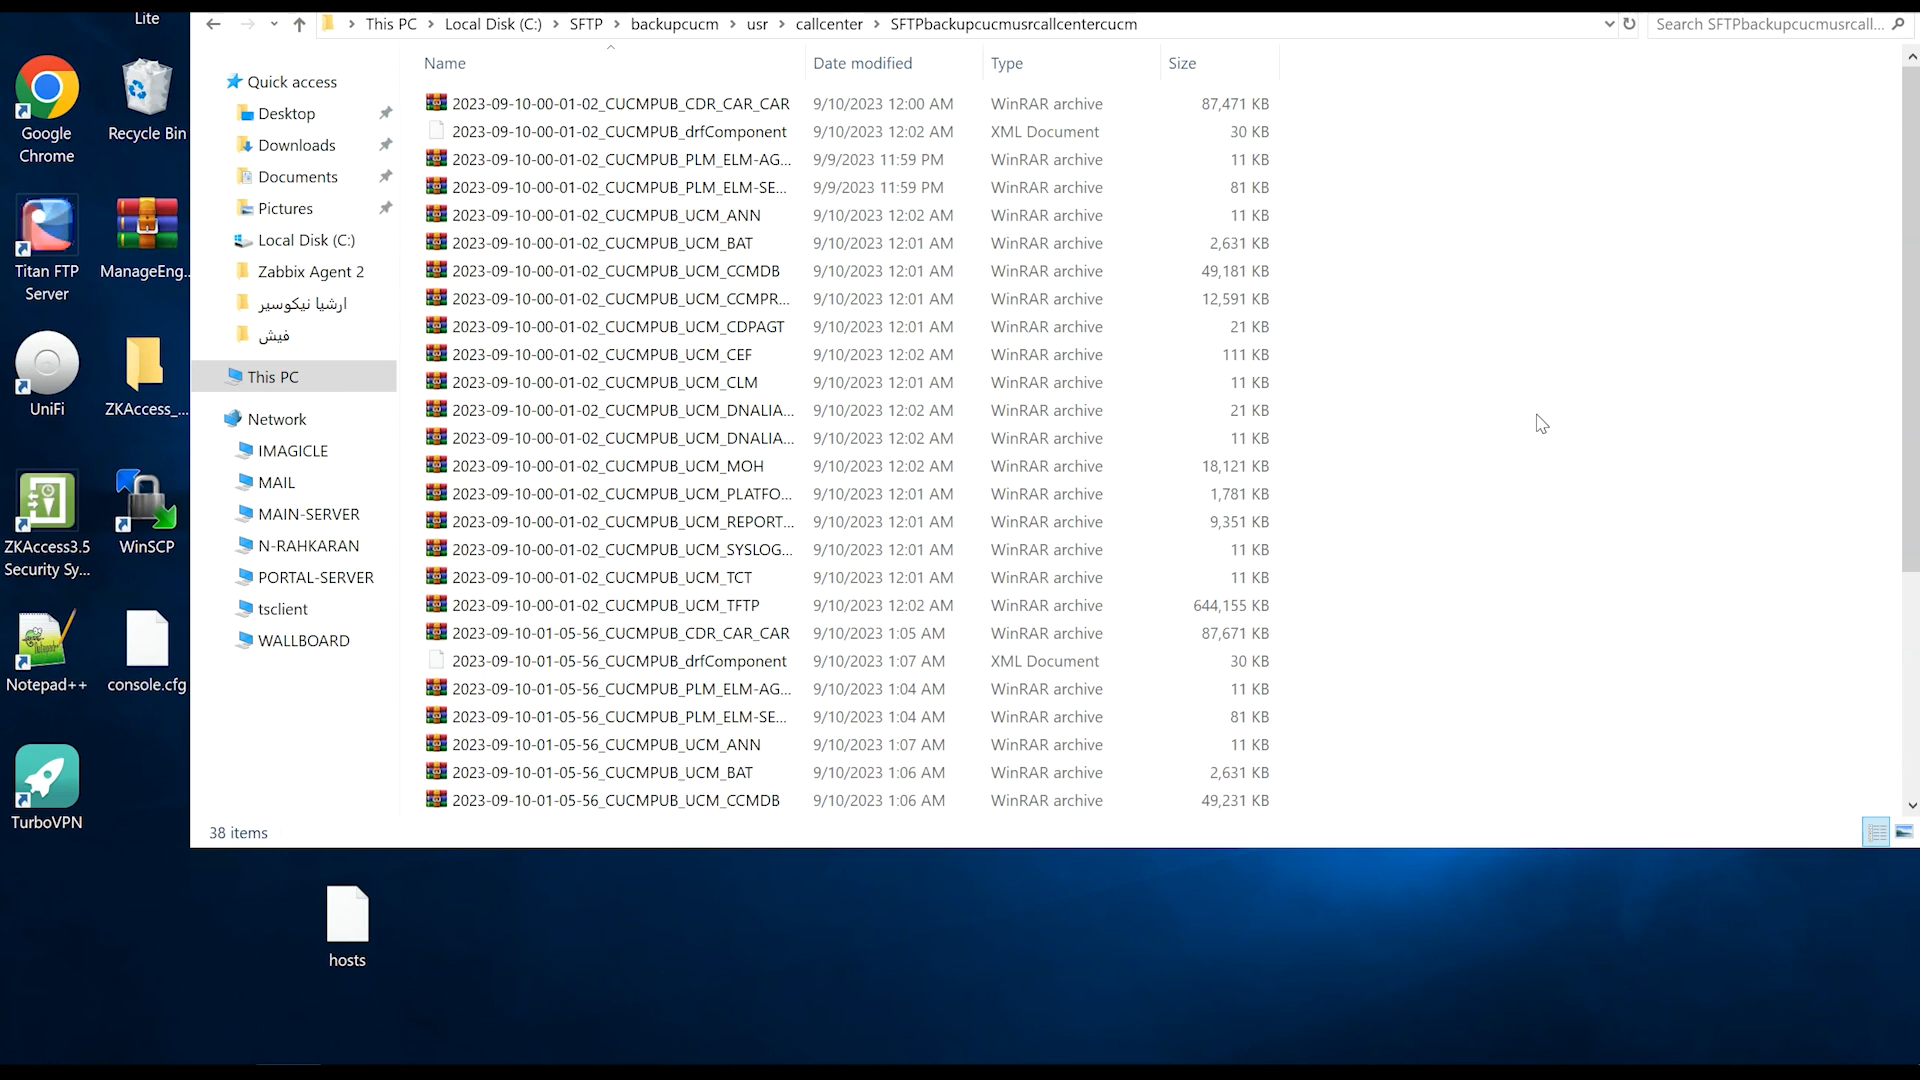 Lite
Google Chrome
Recycle Bin
Titan FTP Server
ManageEng...
UniFi
ZKAccess_...
ZKAccess3.5 Security Sy...
WinSCP
Notepad++
console.cfg
TurboVPN
hosts
This PC > Local Disk (C:) > SFTP > backupcucm > usr > callcenter > SFTPbackupcucmusrcallcentercucm
Search SFTPbackupcucmusrcall...
Quick access
Desktop
Downloads
Documents
Pictures
Local Disk (C:)
Zabbix Agent 2
ارشیا نیکوسیر
فیش
This PC
Network
IMAGICLE
MAIL
MAIN-SERVER
N-RAHKARAN
PORTAL-SERVER
tsclient
WALLBOARD
Name Date modified Type Size
2023-09-10-00-01-02_CUCMPUB_CDR_CAR_CAR 9/10/2023 12:00 AM WinRAR archive 87,471 KB
2023-09-10-00-01-02_CUCMPUB_drfComponent 9/10/2023 12:02 AM XML Document 30 KB
2023-09-10-00-01-02_CUCMPUB_PLM_ELM-AG... 9/9/2023 11:59 PM WinRAR archive 11 KB
2023-09-10-00-01-02_CUCMPUB_PLM_ELM-SE... 9/9/2023 11:59 PM WinRAR archive 81 KB
2023-09-10-00-01-02_CUCMPUB_UCM_ANN 9/10/2023 12:02 AM WinRAR archive 11 KB
2023-09-10-00-01-02_CUCMPUB_UCM_BAT 9/10/2023 12:01 AM WinRAR archive 2,631 KB
2023-09-10-00-01-02_CUCMPUB_UCM_CCMDB 9/10/2023 12:01 AM WinRAR archive 49,181 KB
2023-09-10-00-01-02_CUCMPUB_UCM_CCMPR... 9/10/2023 12:01 AM WinRAR archive 12,591 KB
2023-09-10-00-01-02_CUCMPUB_UCM_CDPAGT 9/10/2023 12:01 AM WinRAR archive 21 KB
2023-09-10-00-01-02_CUCMPUB_UCM_CEF 9/10/2023 12:02 AM WinRAR archive 111 KB
2023-09-10-00-01-02_CUCMPUB_UCM_CLM 9/10/2023 12:01 AM WinRAR archive 11 KB
2023-09-10-00-01-02_CUCMPUB_UCM_DNALIA... 9/10/2023 12:02 AM WinRAR archive 21 KB
2023-09-10-00-01-02_CUCMPUB_UCM_DNALIA... 9/10/2023 12:02 AM WinRAR archive 11 KB
2023-09-10-00-01-02_CUCMPUB_UCM_MOH 9/10/2023 12:02 AM WinRAR archive 18,121 KB
2023-09-10-00-01-02_CUCMPUB_UCM_PLATFO... 9/10/2023 12:01 AM WinRAR archive 1,781 KB
2023-09-10-00-01-02_CUCMPUB_UCM_REPORT... 9/10/2023 12:01 AM WinRAR archive 9,351 KB
2023-09-10-00-01-02_CUCMPUB_UCM_SYSLOG... 9/10/2023 12:01 AM WinRAR archive 11 KB
2023-09-10-00-01-02_CUCMPUB_UCM_TCT 9/10/2023 12:01 AM WinRAR archive 11 KB
2023-09-10-00-01-02_CUCMPUB_UCM_TFTP 9/10/2023 12:02 AM WinRAR archive 644,155 KB
2023-09-10-01-05-56_CUCMPUB_CDR_CAR_CAR 9/10/2023 1:05 AM WinRAR archive 87,671 KB
2023-09-10-01-05-56_CUCMPUB_drfComponent 9/10/2023 1:07 AM XML Document 30 KB
2023-09-10-01-05-56_CUCMPUB_PLM_ELM-AG... 9/10/2023 1:04 AM WinRAR archive 11 KB
2023-09-10-01-05-56_CUCMPUB_PLM_ELM-SE... 9/10/2023 1:04 AM WinRAR archive 81 KB
2023-09-10-01-05-56_CUCMPUB_UCM_ANN 9/10/2023 1:07 AM WinRAR archive 11 KB
2023-09-10-01-05-56_CUCMPUB_UCM_BAT 9/10/2023 1:06 AM WinRAR archive 2,631 KB
2023-09-10-01-05-56_CUCMPUB_UCM_CCMDB 9/10/2023 1:06 AM WinRAR archive 49,231 KB
38 items